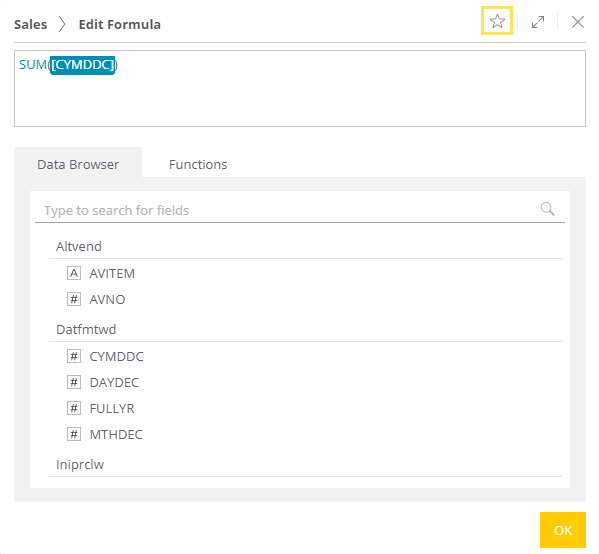 Sales > Edit Formula
SUM([CYMDDC])
Data Browser Functions
Type to search for fields
Altvend
A AVITEM
# AVNO
Datfmtwd
# CYMDDC
# DAYDEC
# FULLYR
# MTHDEC
Iniprclw
OK